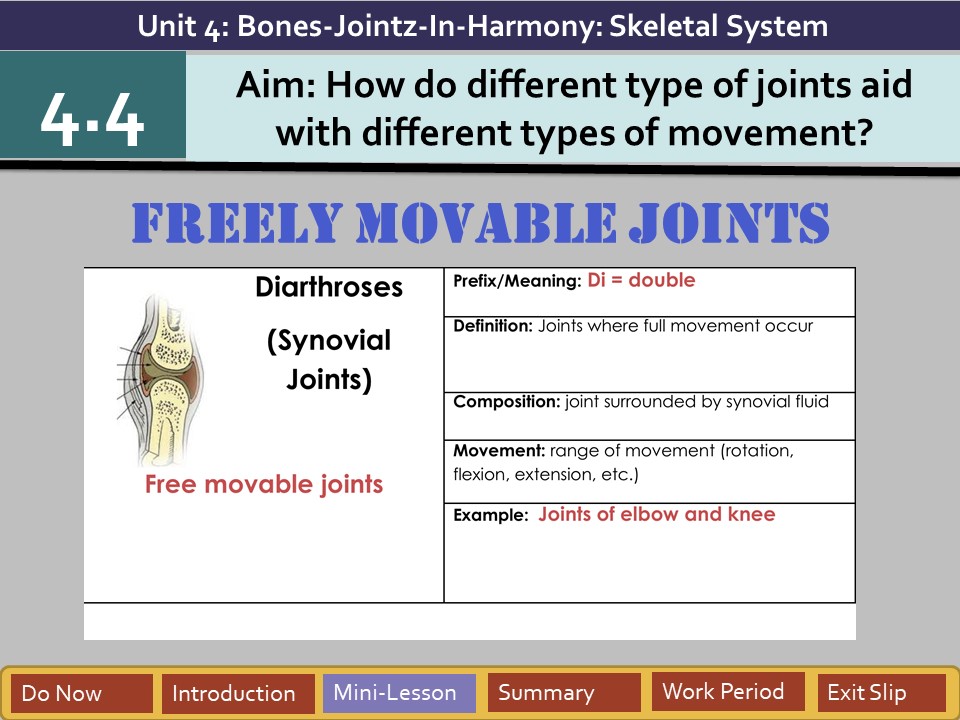 Unit 4: Bones-Jointz-In-Harmony: Skeletal System
4.4
Aim: How do different type of joints aid
with different types of movement?
FREELY MOVABLE JOINTS
Diarthroses
(Synovial
Joints)
Free movable joints
Prefix/Meaning: Di = double
Definition: Joints where full movement occur
Composition: joint surrounded by synovial fluid
Movement: range of movement (rotation,
flexion, extension, etc.)
Example: Joints of elbow and knee
Do Now
Introduction
Mini-Lesson
Summary
Work Period
Exit Slip